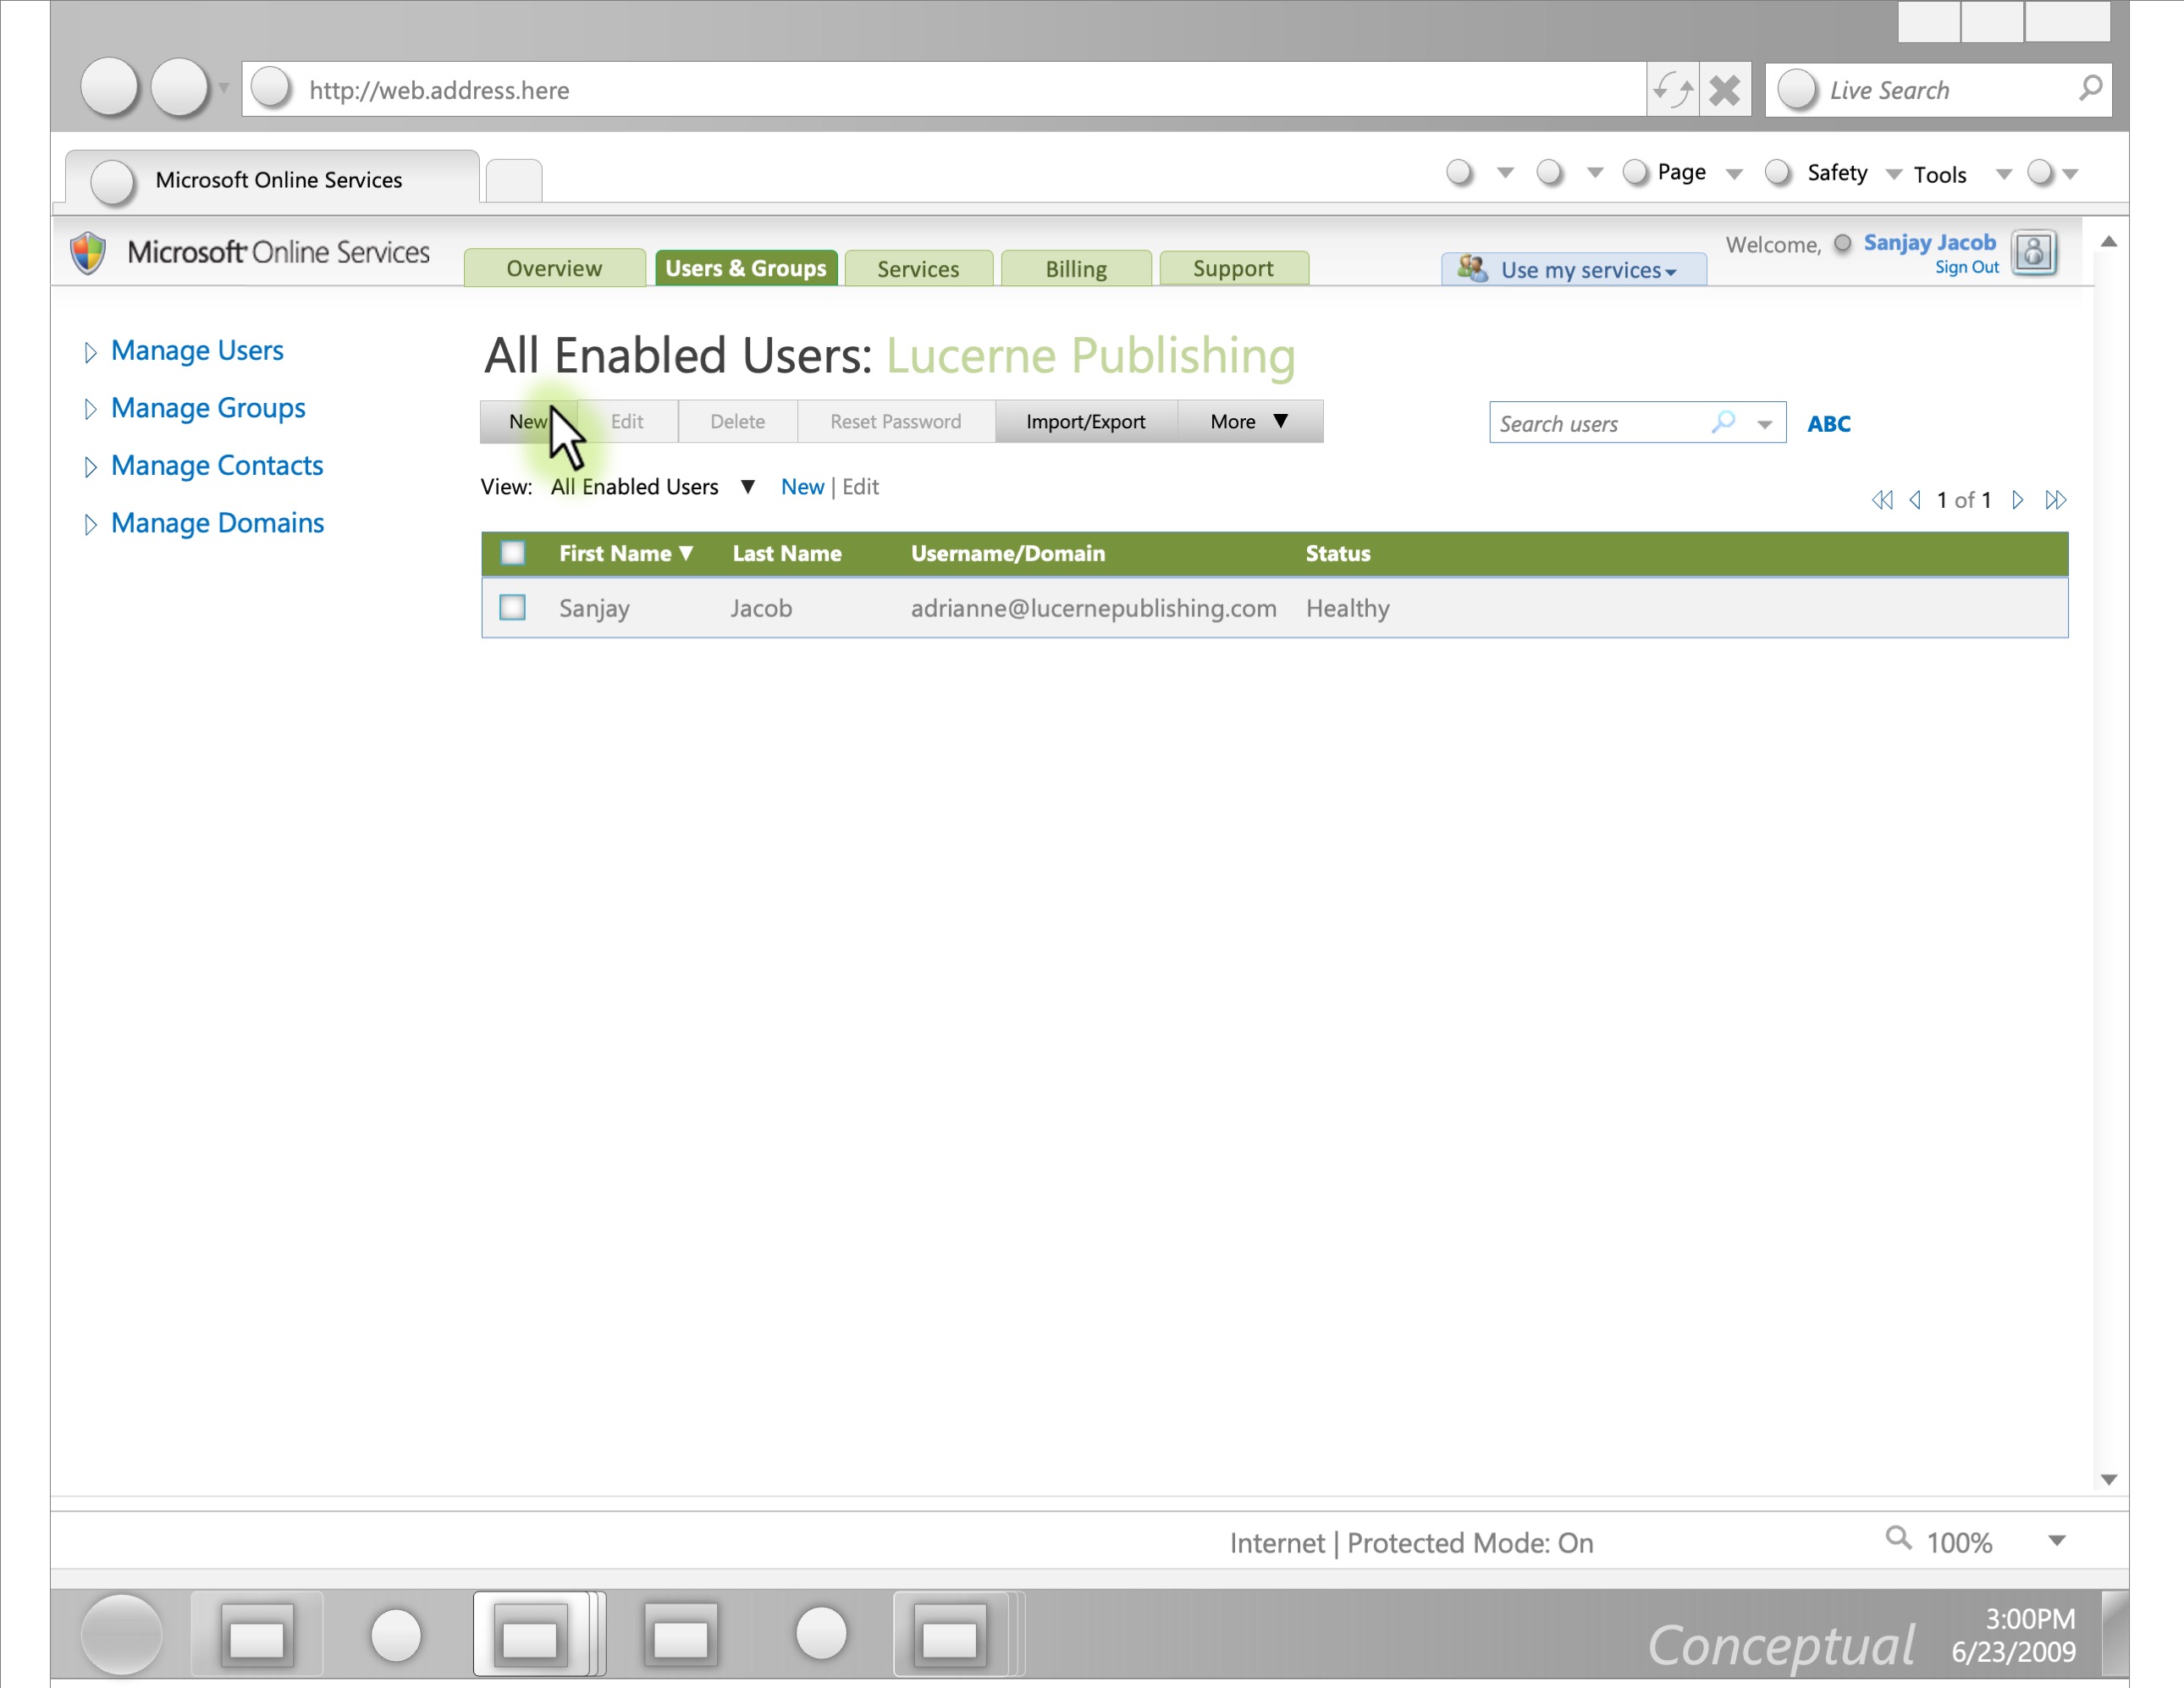 http://web.address.here
Live Search
Microsoft Online Services
Page
Safety
Tools
Microsoft Online Services
Overview
Users & Groups
Services
Billing
Support
Use my services
Welcome,
Sanjay Jacob
Sign Out
Manage Users
Manage Groups
Manage Contacts
Manage Domains
All Enabled Users: Lucerne Publishing
New
Edit
Delete
Reset Password
Import/Export
More
Search users
ABC
View: All Enabled Users New | Edit
1 of 1
First Name Last Name Username/Domain Status
Sanjay Jacob adrianne@lucernepublishing.com Healthy
Internet | Protected Mode: On
100%
Conceptual
3:00PM
6/23/2009